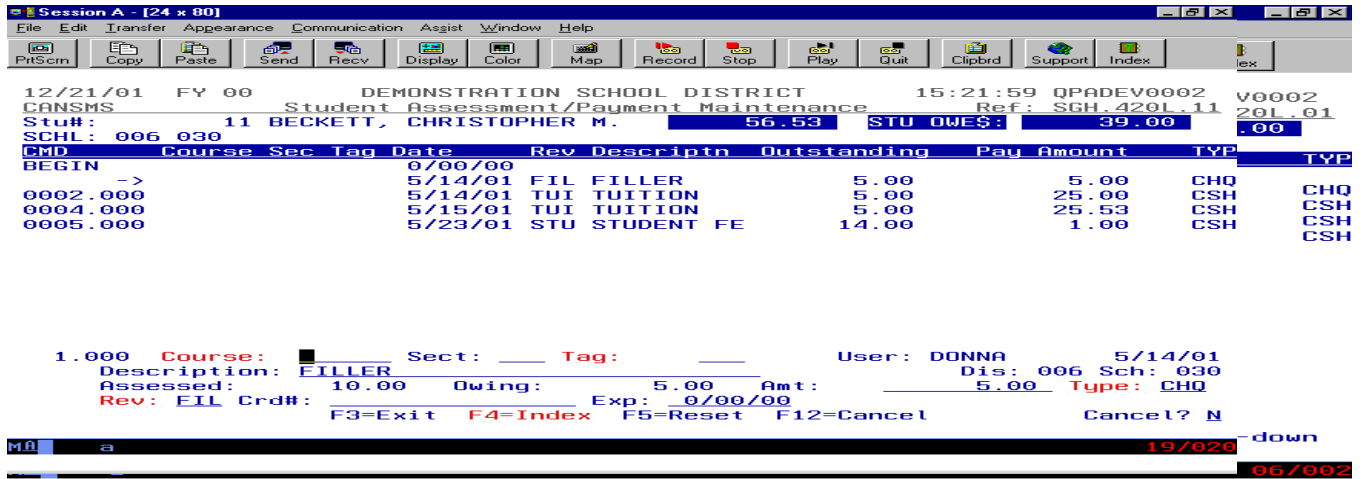 Session A - [24 x 80]
File Edit Transfer Appearance Communication Assist Window Help
PrtScrn Copy Paste Send Recv Display Color Map Record Stop Play Quit Clipbrd Support Index
ex
12/21/01 FY 00 DEMONSTRATION SCHOOL DISTRICT 15:21:59 QPADEV0002
V0002
CANSMS Student Assessment/Payment Maintenance Ref: SGH.420L.11
20L.01
Stu#: 11 BECKETT, CHRISTOPHER M. 56.53 STU OWE$: 39.00
.00
SCHL: 006 030
CMD Course Sec Tag Date Rev Descriptn Outstanding Pay Amount TYP
TYP
BEGIN 0/00/00
-> 5/14/01 FIL FILLER 5.00 5.00 CHQ
CHQ
0002.000 5/14/01 TUI TUITION 5.00 25.00 CSH
CSH
0004.000 5/15/01 TUI TUITION 5.00 25.53 CSH
CSH
0005.000 5/23/01 STU STUDENT FE 14.00 1.00 CSH
CSH
1.000 Course: Sect: Tag: User: DONNA 5/14/01
Description: FILLER Dis: 006 Sch: 030
Assessed: 10.00 Owing: 5.00 Amt: 5.00 Type: CHQ
Rev: FIL Crd#: Exp: 0/00/00
F3=Exit F4=Index F5=Reset F12=Cancel Cancel? N
-down
MA a 19/020
06/002